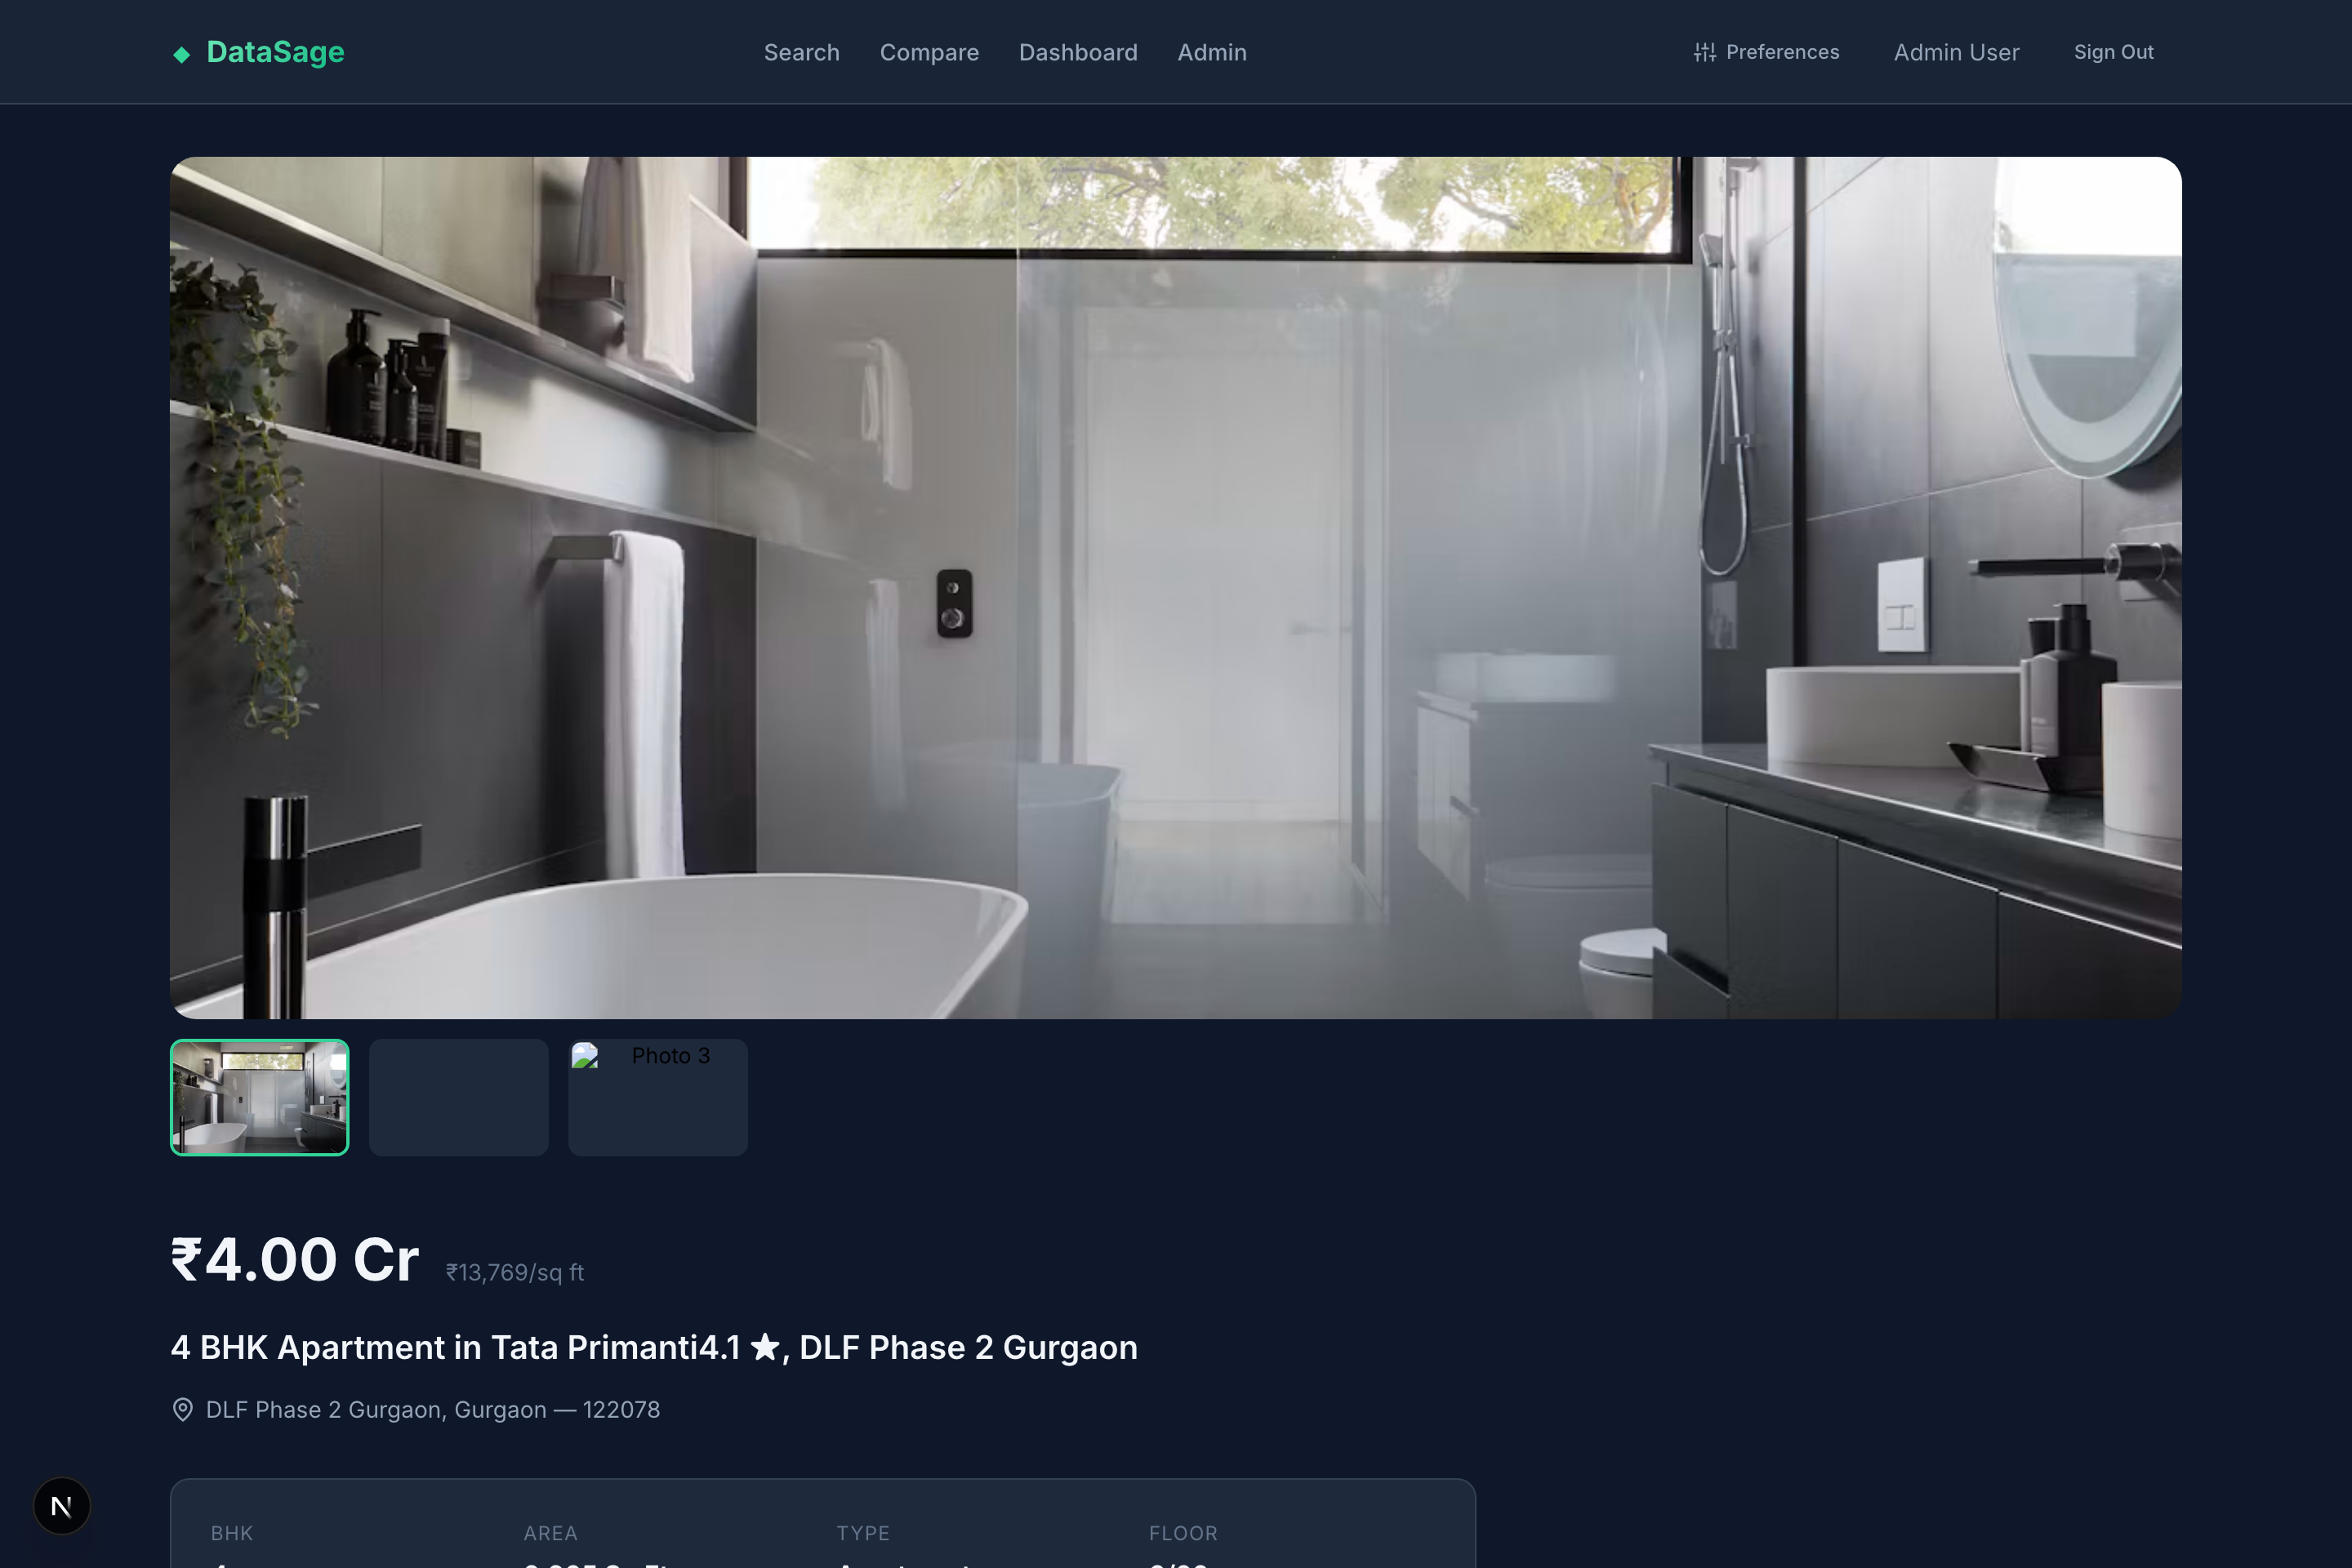 DataSage
Search Compare Dashboard Admin
Preferences Admin User Sign Out
Photo 3
₹4.00 Cr ₹13,769/sq ft
4 BHK Apartment in Tata Primanti4.1 ★, DLF Phase 2 Gurgaon
DLF Phase 2 Gurgaon, Gurgaon — 122078
BHK AREA TYPE FLOOR
N